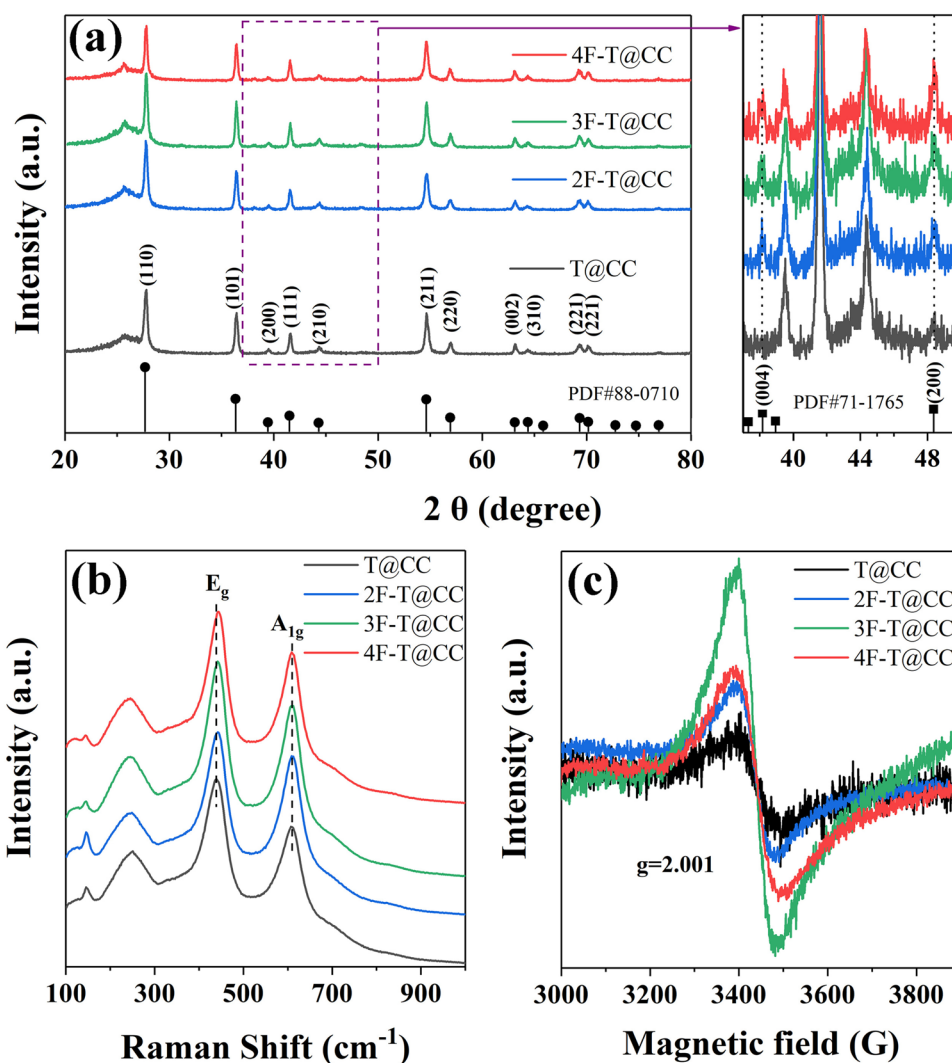 (a)
4F-T@CC
3F-T@CC
2F-T@CC
T@CC
(110)
(101)
(200)
(111)
(210)
(211)
(220)
(002)
(310)
(221)
(221)
PDF#88-0710
Intensity (a.u.)
20 30 40 50 60 70 80
(004)
(200)
PDF#71-1765
40 44 48
2 θ (degree)
(b)
E_g
A_1g
T@CC
2F-T@CC
3F-T@CC
4F-T@CC
Intensity (a.u.)
100 300 500 700 900
Raman Shift (cm⁻¹)
(c)
T@CC
2F-T@CC
3F-T@CC
4F-T@CC
g=2.001
Intensity (a.u.)
3000 3200 3400 3600 3800
Magnetic field (G)